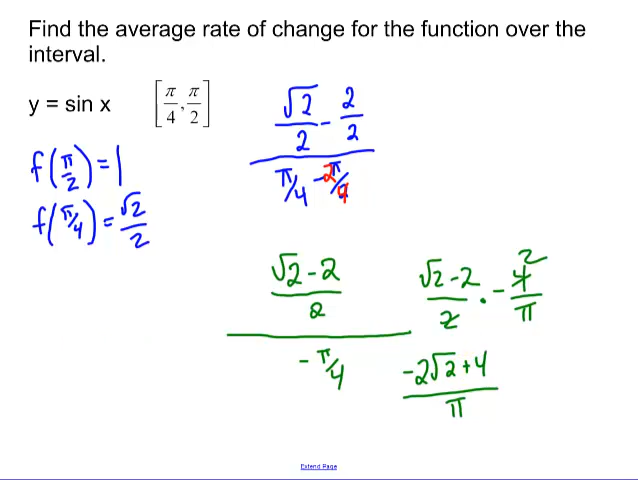 Find the average rate of change for the function over the
interval.
y = sin x [π/4, π/2]
f(π/2) = 1
f(π/4) = √2/2
√2/2 - 2/2
π/4 - 2π/4
√2 - 2
2
- π/4
√2 - 2/2 · - 4/π 2
-2√2 + 4
π
Extend Page